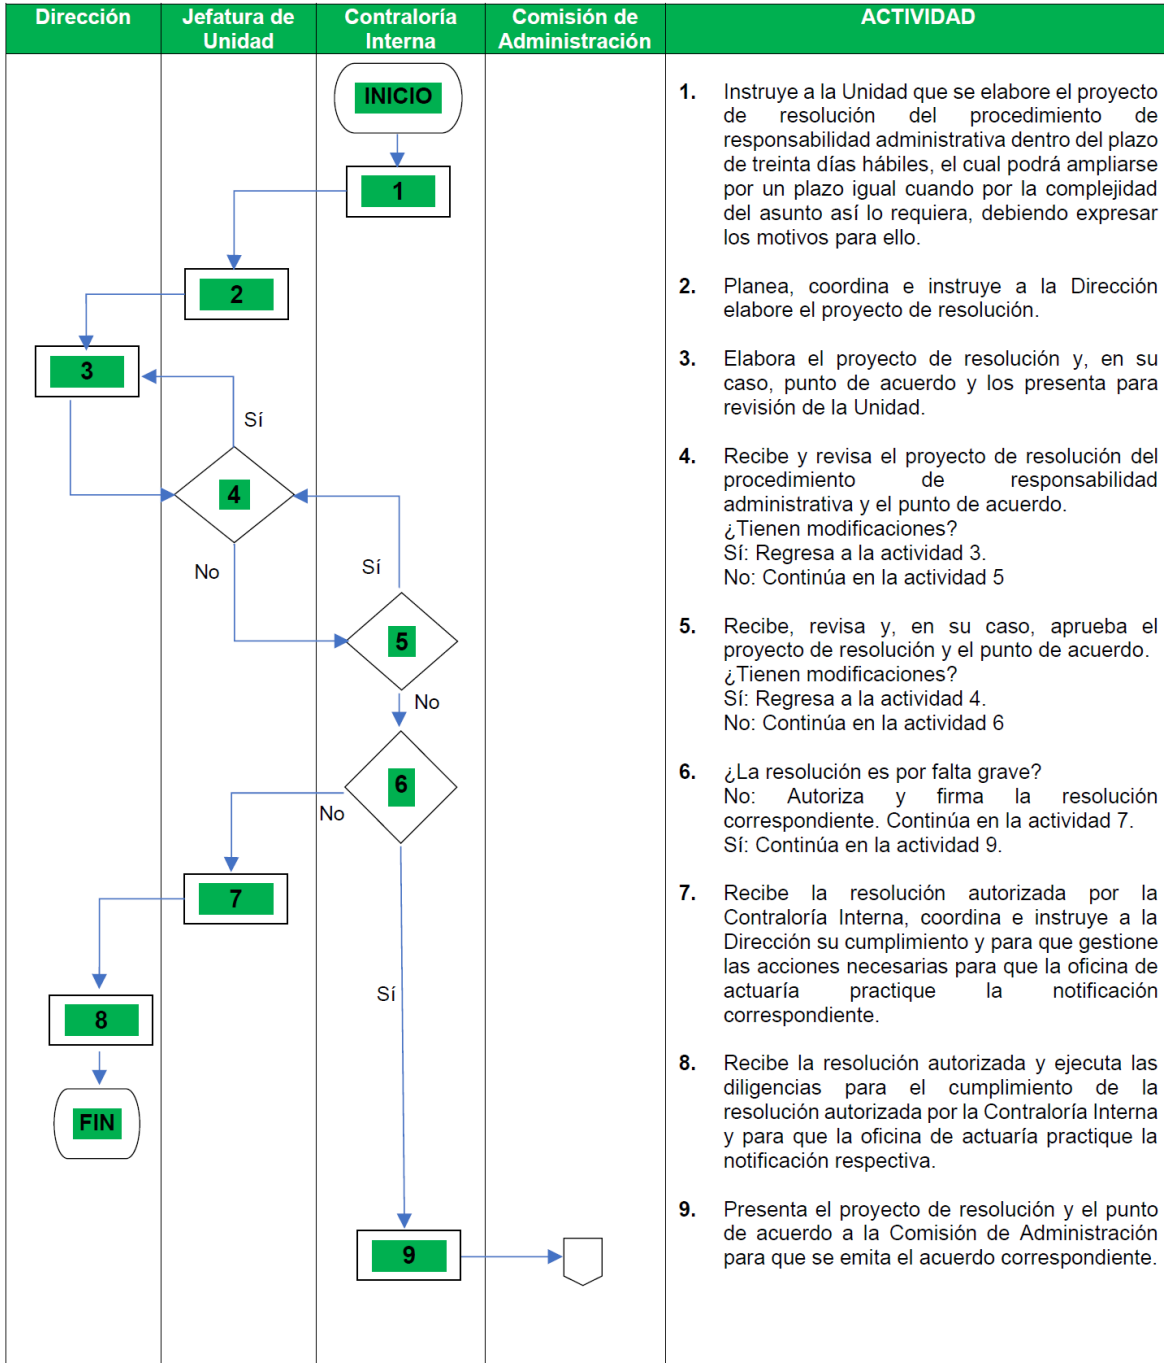 Dirección
Jefatura de
Unidad
Contraloría
Interna
Comisión de
Administración
ACTIVIDAD
INICIO
1
2
3
Sí
4
No
Sí
5
No
6
No
7
Sí
8
FIN
9
1. Instruye a la Unidad que se elabore el proyecto
de resolución del procedimiento de
responsabilidad administrativa dentro del plazo
de treinta días hábiles, el cual podrá ampliarse
por un plazo igual cuando por la complejidad
del asunto así lo requiera, debiendo expresar
los motivos para ello.
2. Planea, coordina e instruye a la Dirección
elabore el proyecto de resolución.
3. Elabora el proyecto de resolución y, en su
caso, punto de acuerdo y los presenta para
revisión de la Unidad.
4. Recibe y revisa el proyecto de resolución del
procedimiento de responsabilidad
administrativa y el punto de acuerdo.
¿Tienen modificaciones?
Sí: Regresa a la actividad 3.
No: Continúa en la actividad 5
5. Recibe, revisa y, en su caso, aprueba el
proyecto de resolución y el punto de acuerdo.
¿Tienen modificaciones?
Sí: Regresa a la actividad 4.
No: Continúa en la actividad 6
6. ¿La resolución es por falta grave?
No: Autoriza y firma la resolución
correspondiente. Continúa en la actividad 7.
Sí: Continúa en la actividad 9.
7. Recibe la resolución autorizada por la
Contraloría Interna, coordina e instruye a la
Dirección su cumplimiento y para que gestione
las acciones necesarias para que la oficina de
actuaría practique la notificación
correspondiente.
8. Recibe la resolución autorizada y ejecuta las
diligencias para el cumplimiento de la
resolución autorizada por la Contraloría Interna
y para que la oficina de actuaría practique la
notificación respectiva.
9. Presenta el proyecto de resolución y el punto
de acuerdo a la Comisión de Administración
para que se emita el acuerdo correspondiente.